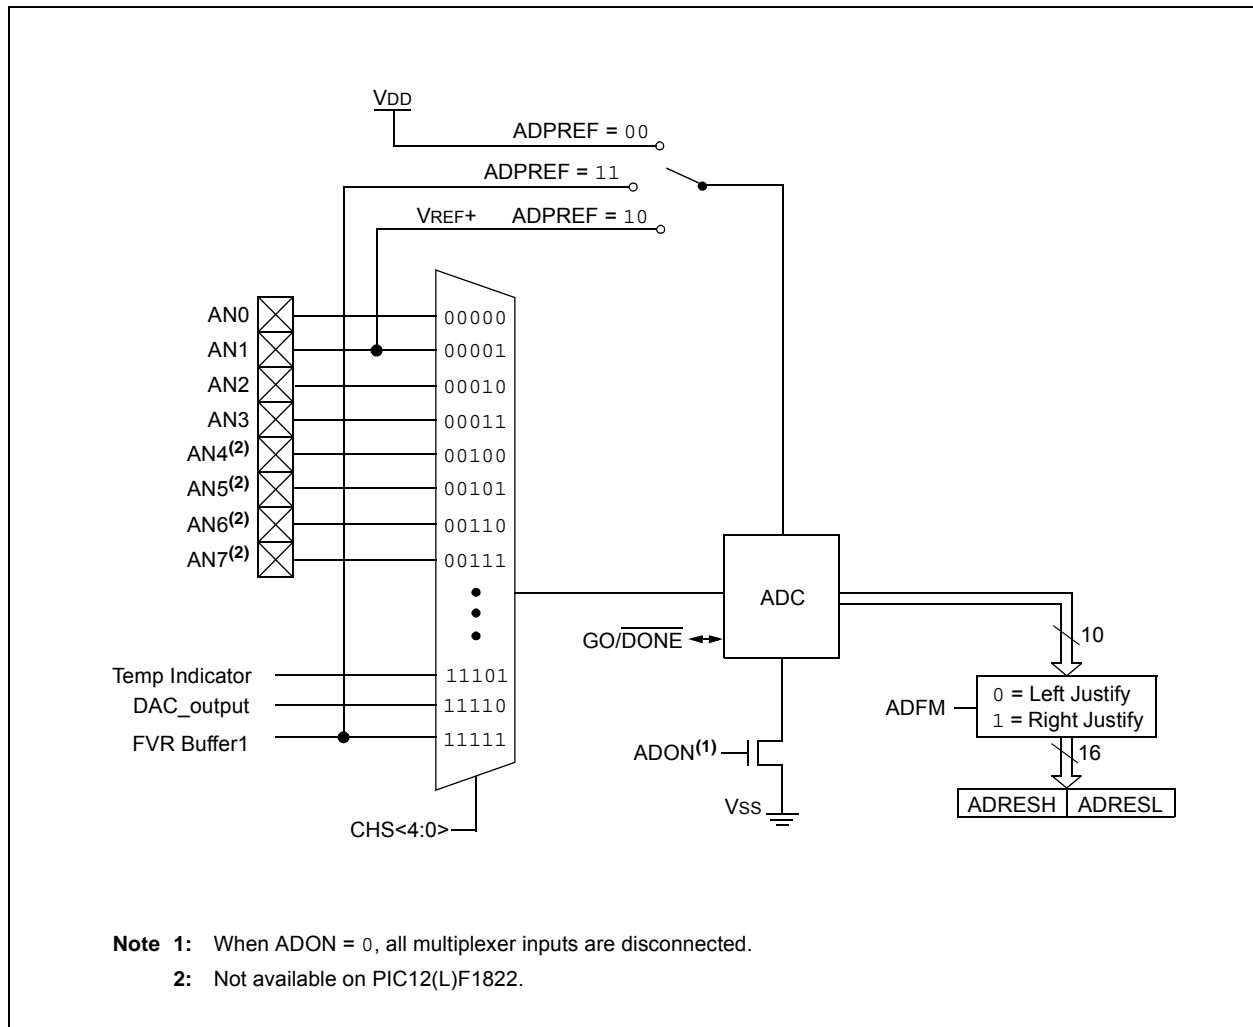 VDD
ADPREF = 00
ADPREF = 11
VREF+ ADPREF = 10
AN0
00000
AN1
00001
AN2
00010
AN3
00011
AN4(2)
00100
AN5(2)
00101
AN6(2)
00110
AN7(2)
00111
ADC
GO/DONE
10
Temp Indicator
11101
DAC_output
11110
FVR Buffer1
11111
ADFM
0 = Left Justify
1 = Right Justify
ADON(1)
16
VSS
ADRESH ADRESL
CHS<4:0>
Note 1: When ADON = 0, all multiplexer inputs are disconnected.
2: Not available on PIC12(L)F1822.